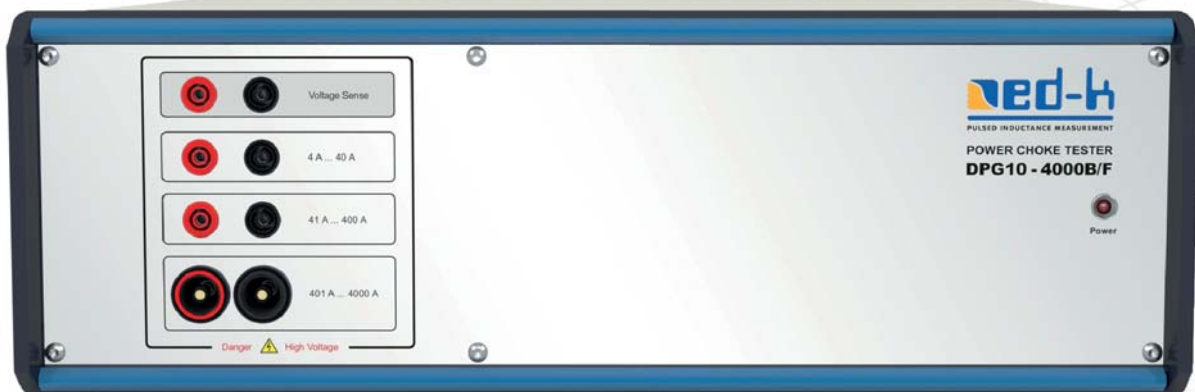 Voltage Sense
4 A ... 40 A
41 A ... 400 A
401 A ... 4000 A
Danger High Voltage
ed-k
PULSED INDUCTANCE MEASUREMENT
POWER CHOKE TESTER
DPG10 - 4000B/F
Power